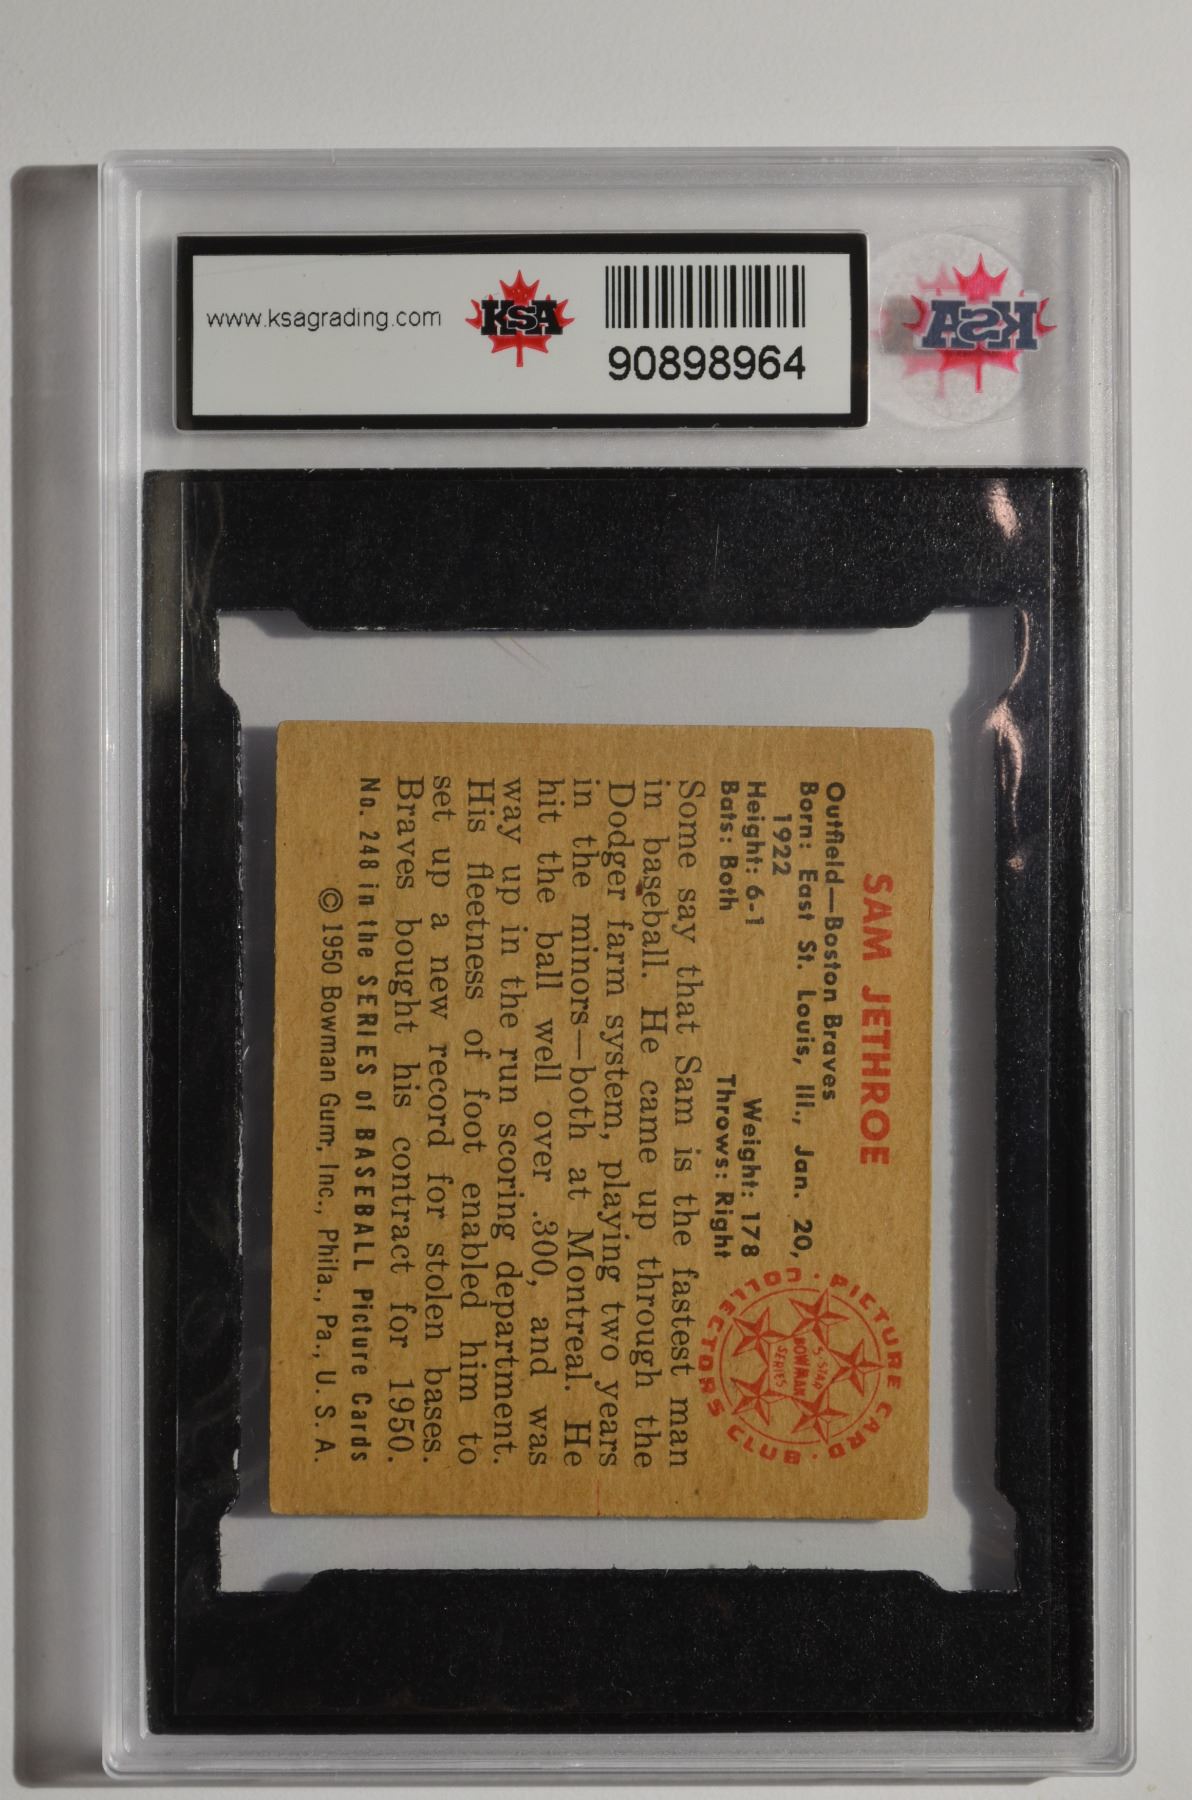 www.ksagrading.com
KSA
90898964
KSA
SAM JETHROE
Outfield—Boston Braves
Born: East St. Louis, Ill., Jan. 20,
1922
Height: 6-1 Weight: 178
Bats: Both Throws: Right
PICTURE CARD COLLECTORS CLUB
5-STAR
BOWMAN
SERIES
Some say that Sam is the fastest man
in baseball. He came up through the
Dodger farm system, playing two years
in the minors—both at Montreal. He
hit the ball well over .300, and was
way up in the run scoring department.
His fleetness of foot enabled him to
set up a new record for stolen bases.
Braves bought his contract for 1950.
No. 248 in the SERIES of BASEBALL Picture Cards
© 1950 Bowman Gum, Inc., Phila., Pa., U. S. A.